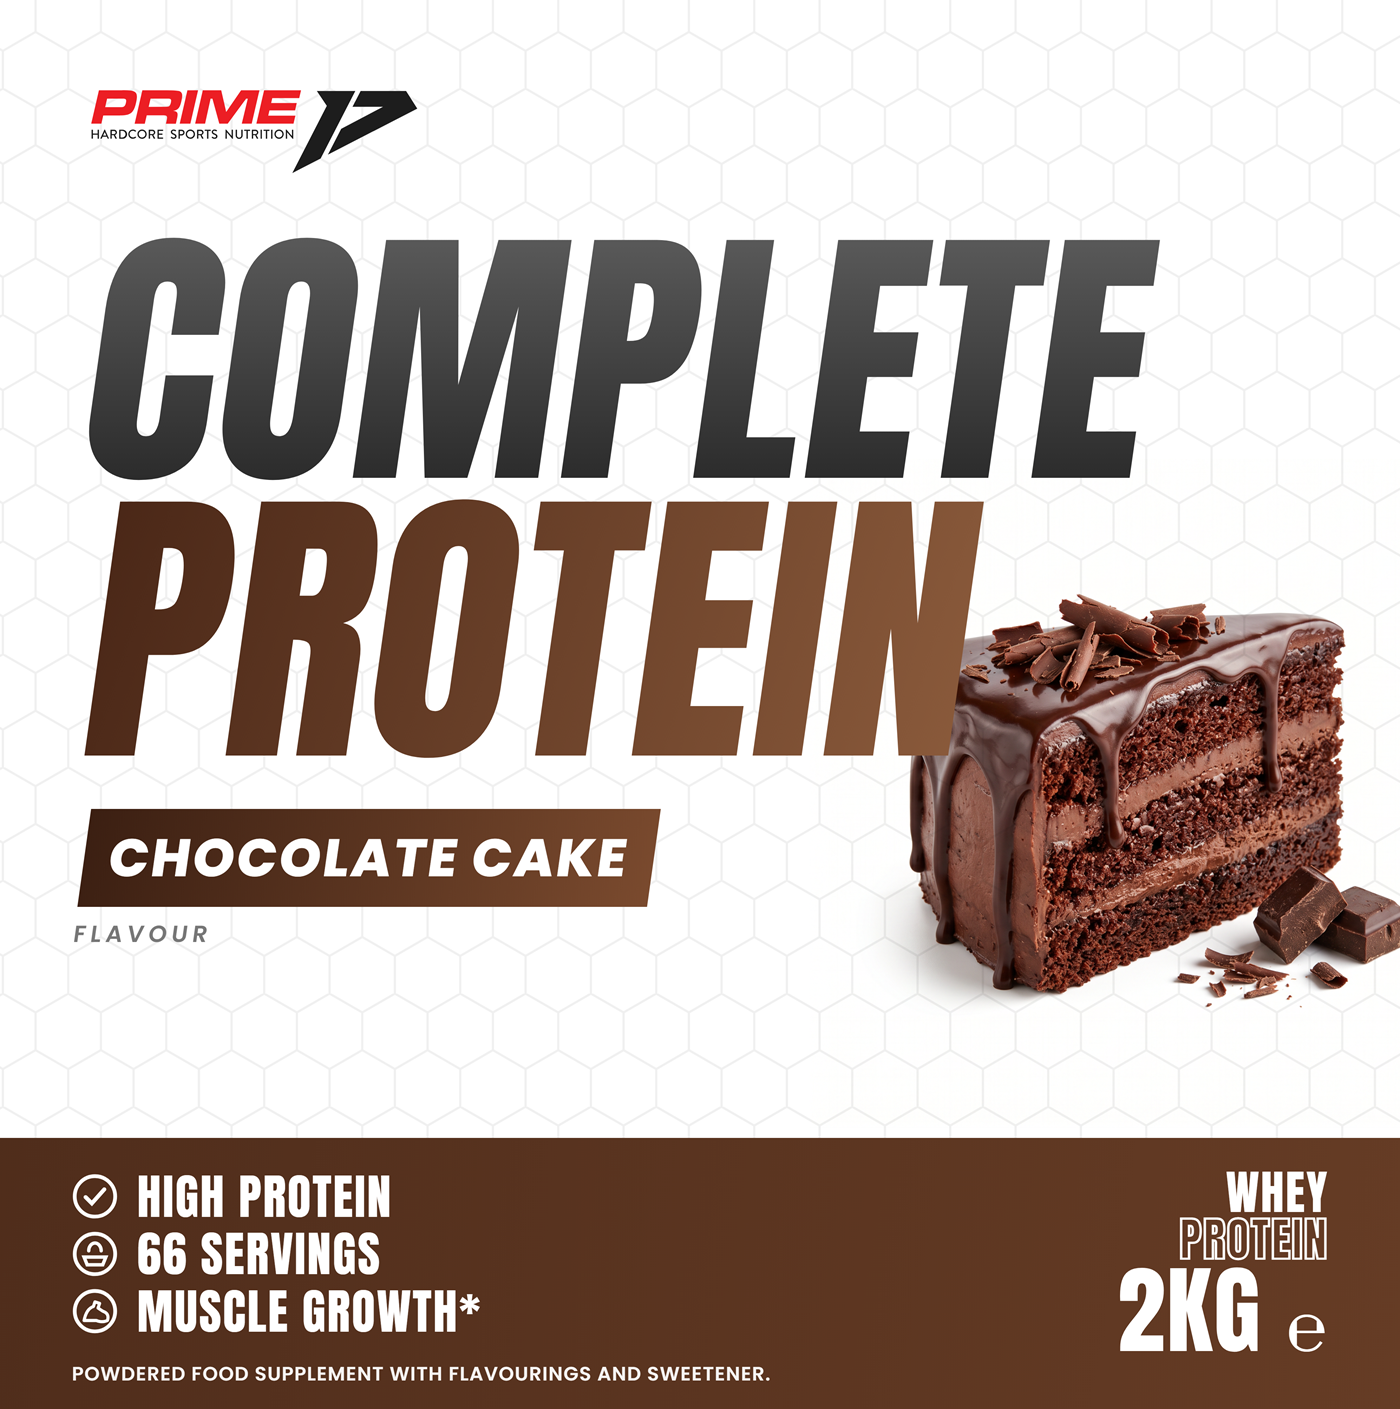 PRIME
HARDCORE SPORTS NUTRITION
COMPLETE
PROTEIN
CHOCOLATE CAKE
FLAVOUR
HIGH PROTEIN
66 SERVINGS
MUSCLE GROWTH*
POWDERED FOOD SUPPLEMENT WITH FLAVOURINGS AND SWEETENER.
WHEY
PROTEIN
2KG ℮